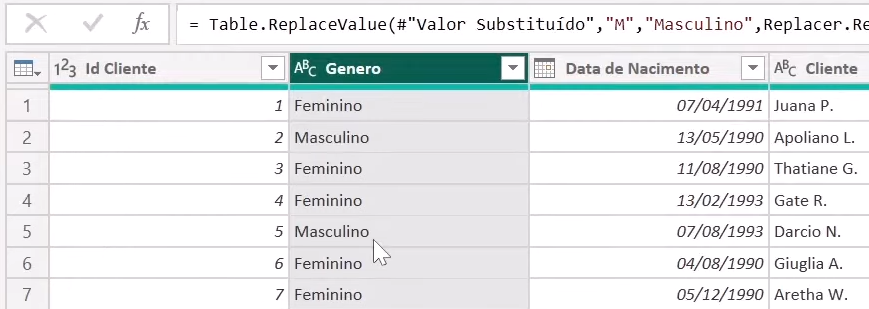 fx = Table.ReplaceValue(#"Valor Substituído","M","Masculino",Replacer.Re
1²3 Id Cliente ABC Genero Data de Nacimento ABC Cliente
1 1 Feminino 07/04/1991 Juana P.
2 2 Masculino 13/05/1990 Apoliano L.
3 3 Feminino 11/08/1990 Thatiane G.
4 4 Feminino 13/02/1993 Gate R.
5 5 Masculino 07/08/1993 Darcio N.
6 6 Feminino 04/08/1990 Giuglia A.
7 7 Feminino 05/12/1990 Aretha W.